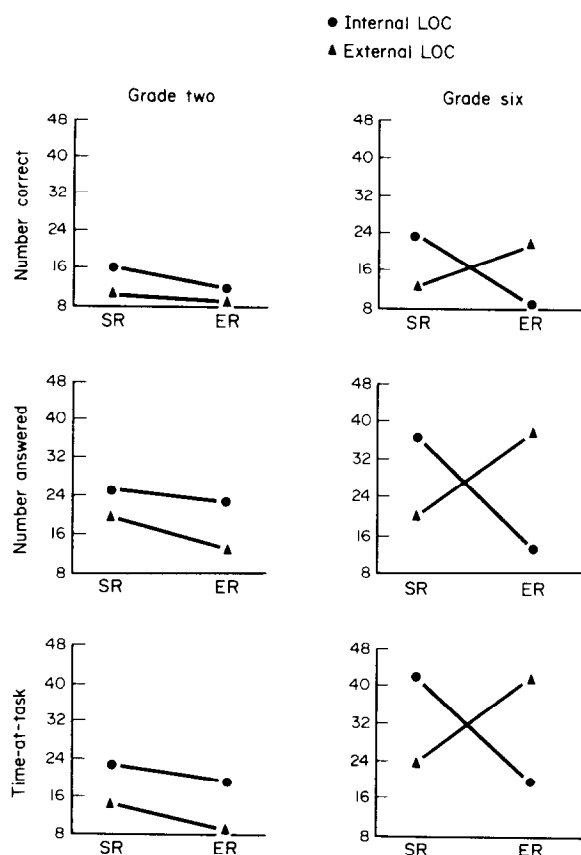 ● Internal LOC
▲ External LOC
Grade two
Grade six
Number correct
48
40
32
24
16
8
SR
ER
48
40
32
24
16
8
SR
ER
Number answered
48
40
32
24
16
8
SR
ER
48
40
32
24
16
8
SR
ER
Time-at-task
48
40
32
24
16
8
SR
ER
48
40
32
24
16
8
SR
ER